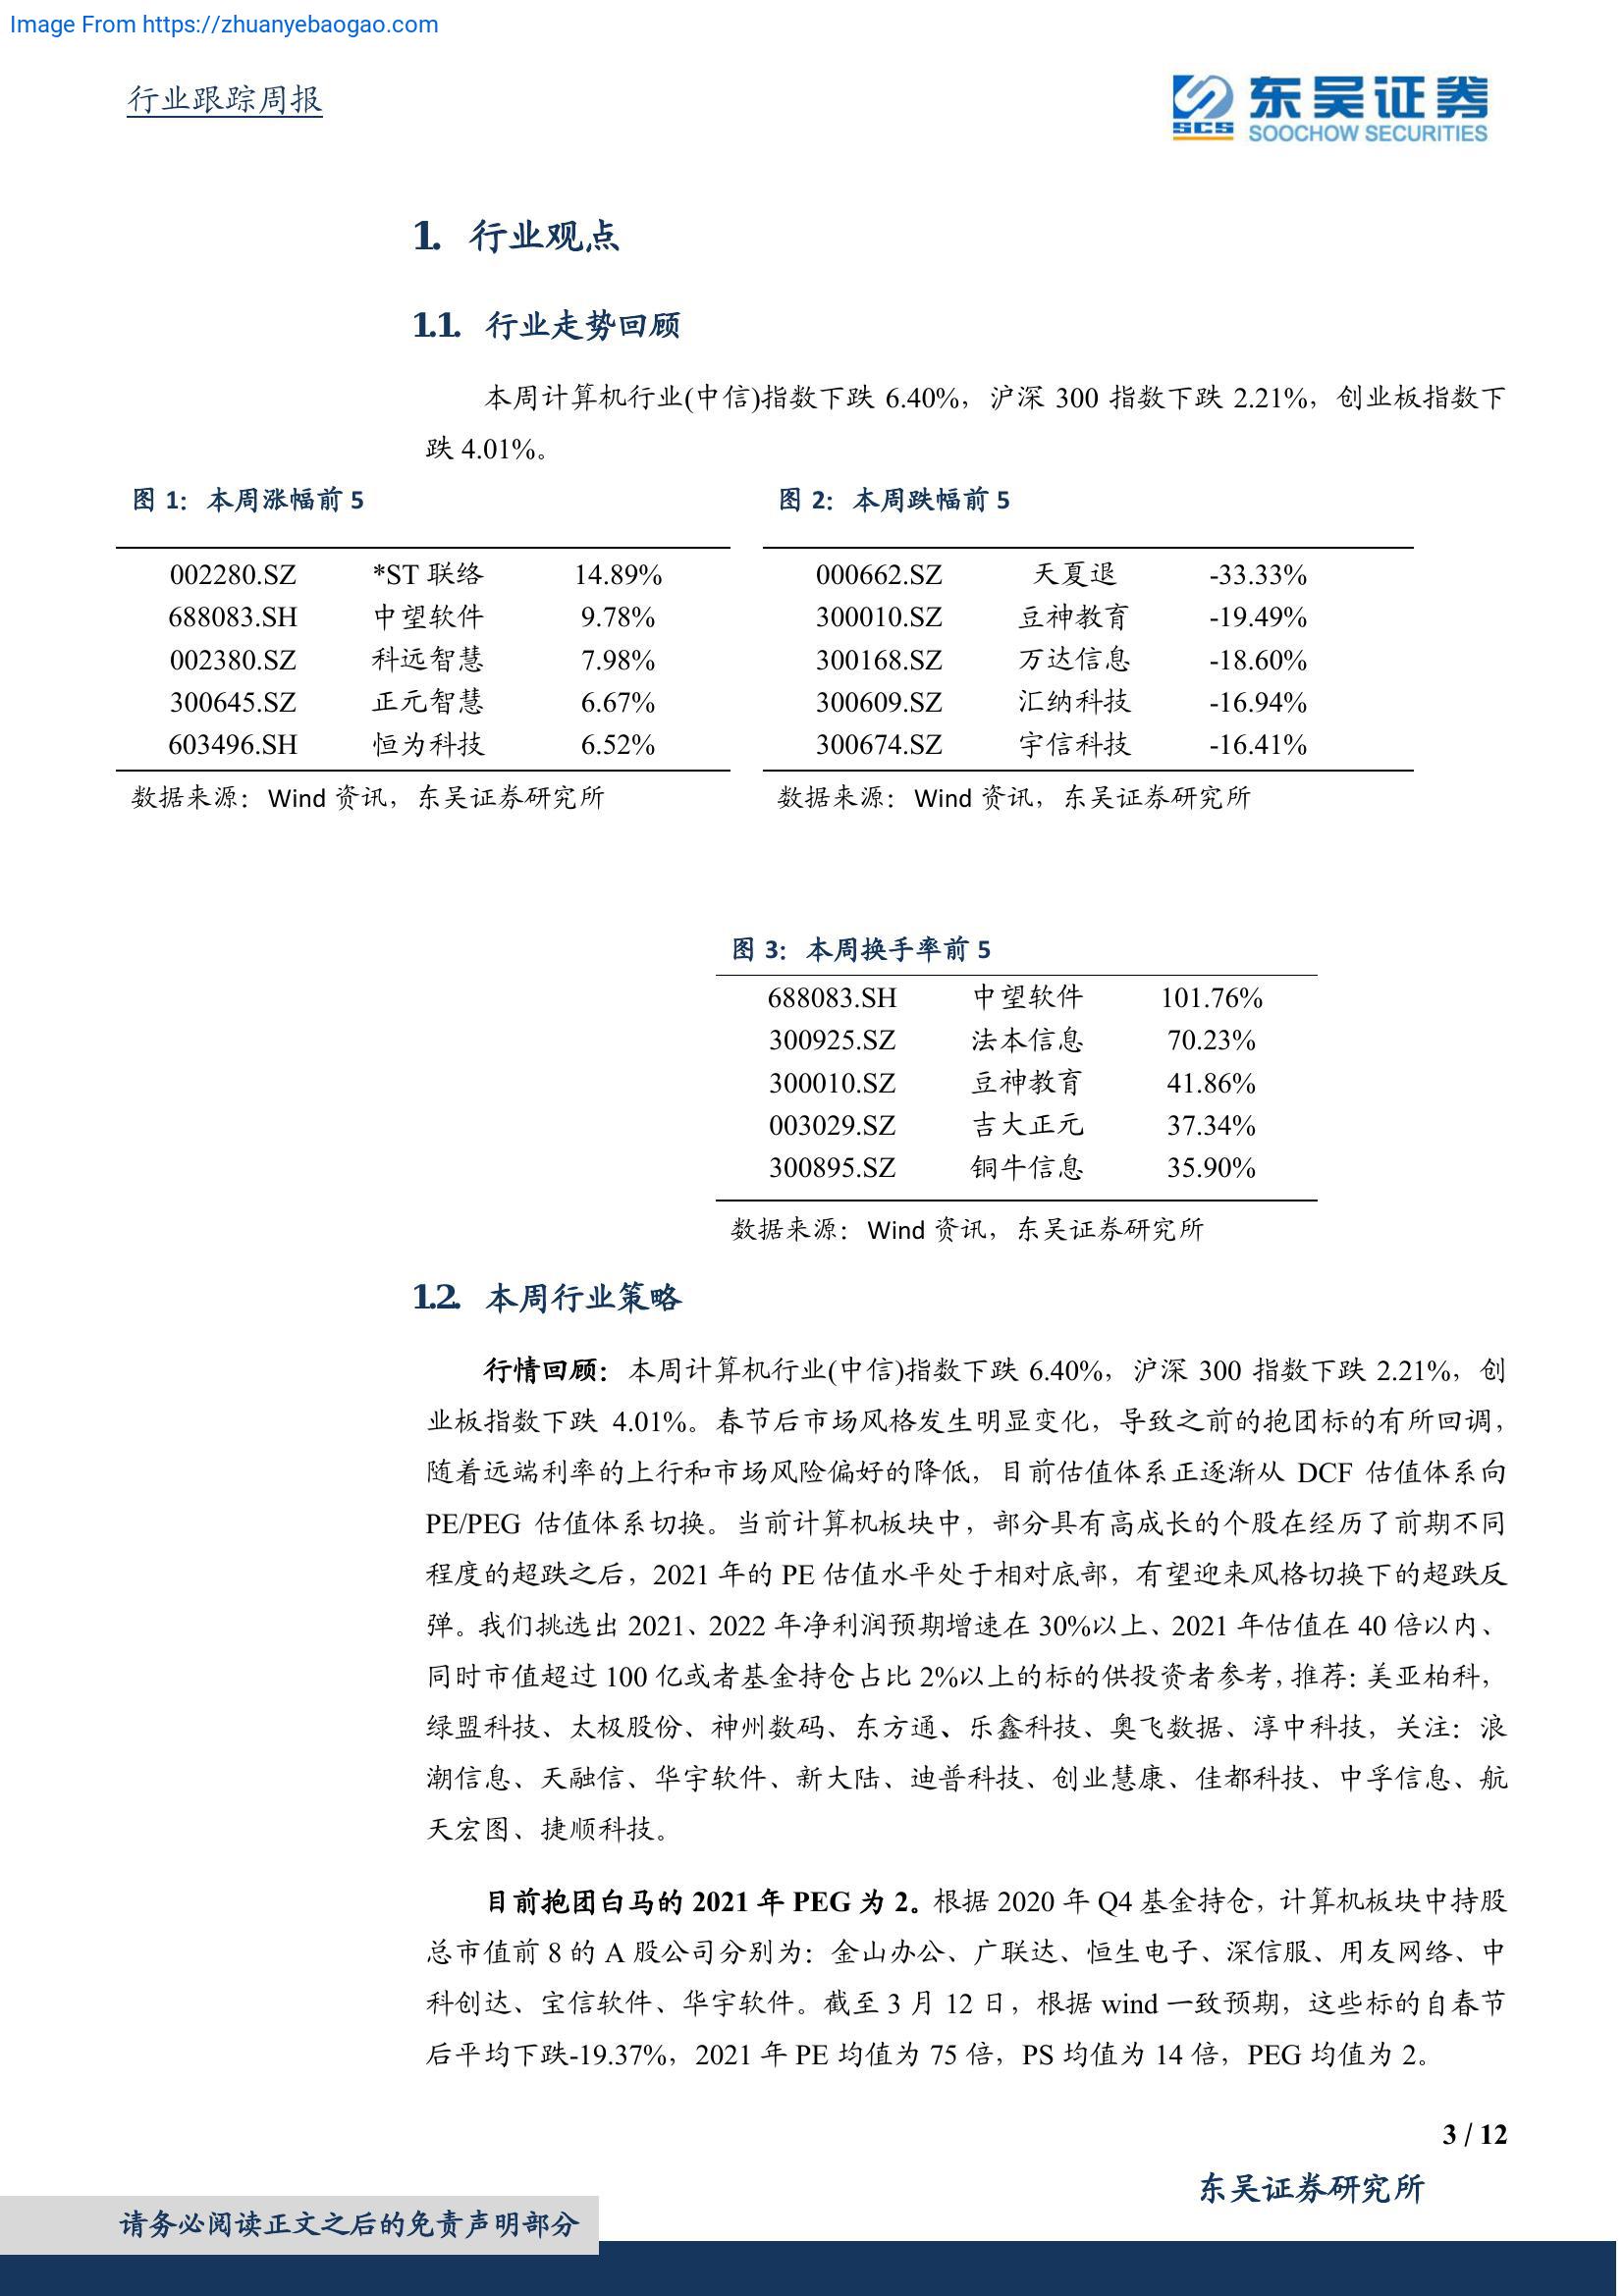 Image From https://zhuanyebaogao.com
行业跟踪周报
东吴证券
SCS
SOOCHOW SECURITIES
1. 行业观点
1.1. 行业走势回顾
本周计算机行业(中信)指数下跌 6.40%，沪深 300 指数下跌 2.21%，创业板指数下
跌 4.01%。
图 1：本周涨幅前 5
002280.SZ *ST 联络 14.89%
688083.SH 中望软件 9.78%
002380.SZ 科远智慧 7.98%
300645.SZ 正元智慧 6.67%
603496.SH 恒为科技 6.52%
数据来源：Wind 资讯，东吴证券研究所
图 2：本周跌幅前 5
000662.SZ 天夏退 -33.33%
300010.SZ 豆神教育 -19.49%
300168.SZ 万达信息 -18.60%
300609.SZ 汇纳科技 -16.94%
300674.SZ 宇信科技 -16.41%
数据来源：Wind 资讯，东吴证券研究所
图 3：本周换手率前 5
688083.SH 中望软件 101.76%
300925.SZ 法本信息 70.23%
300010.SZ 豆神教育 41.86%
003029.SZ 吉大正元 37.34%
300895.SZ 铜牛信息 35.90%
数据来源：Wind 资讯，东吴证券研究所
1.2. 本周行业策略
行情回顾：本周计算机行业(中信)指数下跌 6.40%，沪深 300 指数下跌 2.21%，创
业板指数下跌 4.01%。春节后市场风格发生明显变化，导致之前的抱团标的有所回调，
随着远端利率的上行和市场风险偏好的降低，目前估值体系正逐渐从 DCF 估值体系向
PE/PEG 估值体系切换。当前计算机板块中，部分具有高成长的个股在经历了前期不同
程度的超跌之后，2021 年的 PE 估值水平处于相对底部，有望迎来风格切换下的超跌反
弹。我们挑选出 2021、2022 年净利润预期增速在 30%以上、2021 年估值在 40 倍以内、
同时市值超过 100 亿或者基金持仓占比 2%以上的标的供投资者参考，推荐：美亚柏科，
绿盟科技、太极股份、神州数码、东方通、乐鑫科技、奥飞数据、淳中科技，关注：浪
潮信息、天融信、华宇软件、新大陆、迪普科技、创业慧康、佳都科技、中孚信息、航
天宏图、捷顺科技。
目前抱团白马的 2021 年 PEG 为 2。根据 2020 年 Q4 基金持仓，计算机板块中持股
总市值前 8 的 A 股公司分别为：金山办公、广联达、恒生电子、深信服、用友网络、中
科创达、宝信软件、华宇软件。截至 3 月 12 日，根据 wind 一致预期，这些标的自春节
后平均下跌-19.37%，2021 年 PE 均值为 75 倍，PS 均值为 14 倍，PEG 均值为 2。
3 / 12
东吴证券研究所
请务必阅读正文之后的免责声明部分